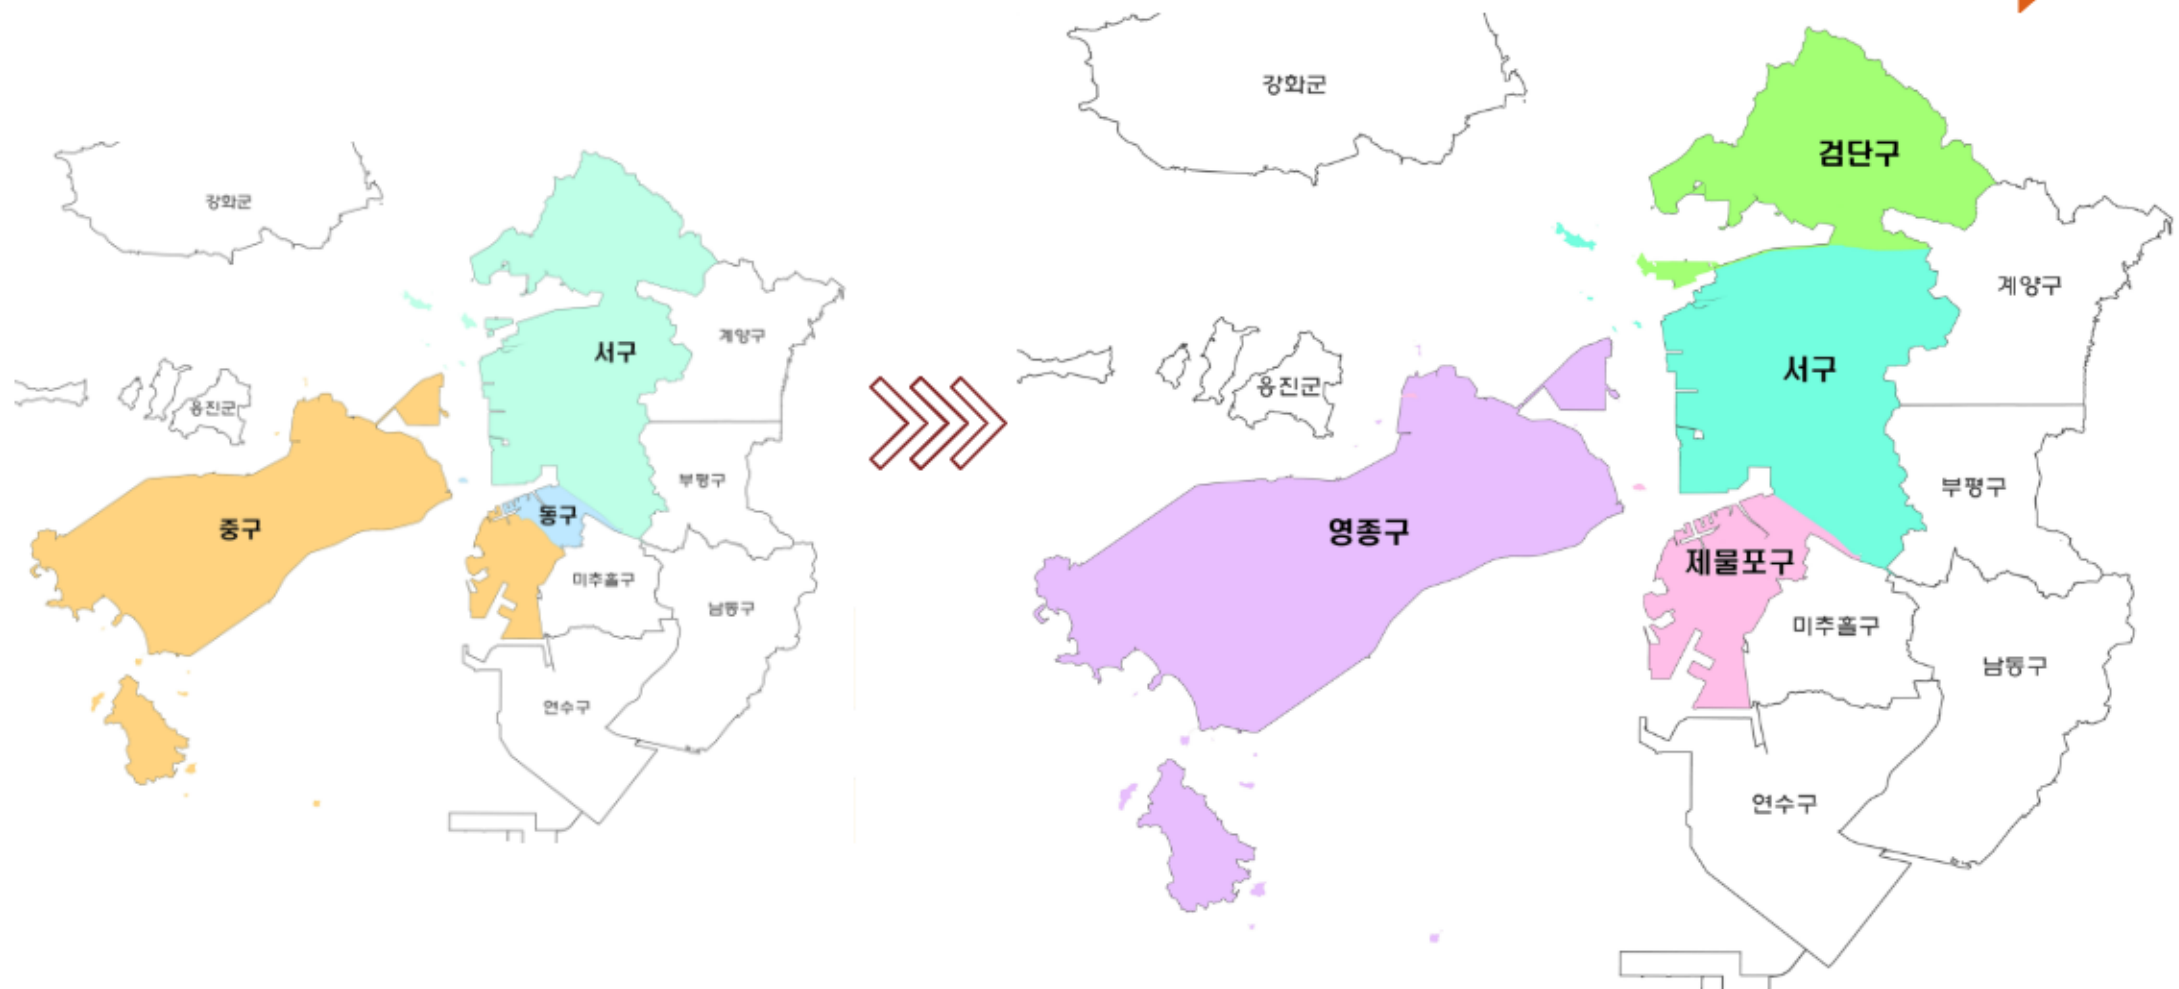 강화군
서구
계양구
옹진군
부평구
중구
동구
미추홀구
남동구
연수구
강화군
검단구
계양구
서구
옹진군
부평구
영종구
제물포구
미추홀구
남동구
연수구